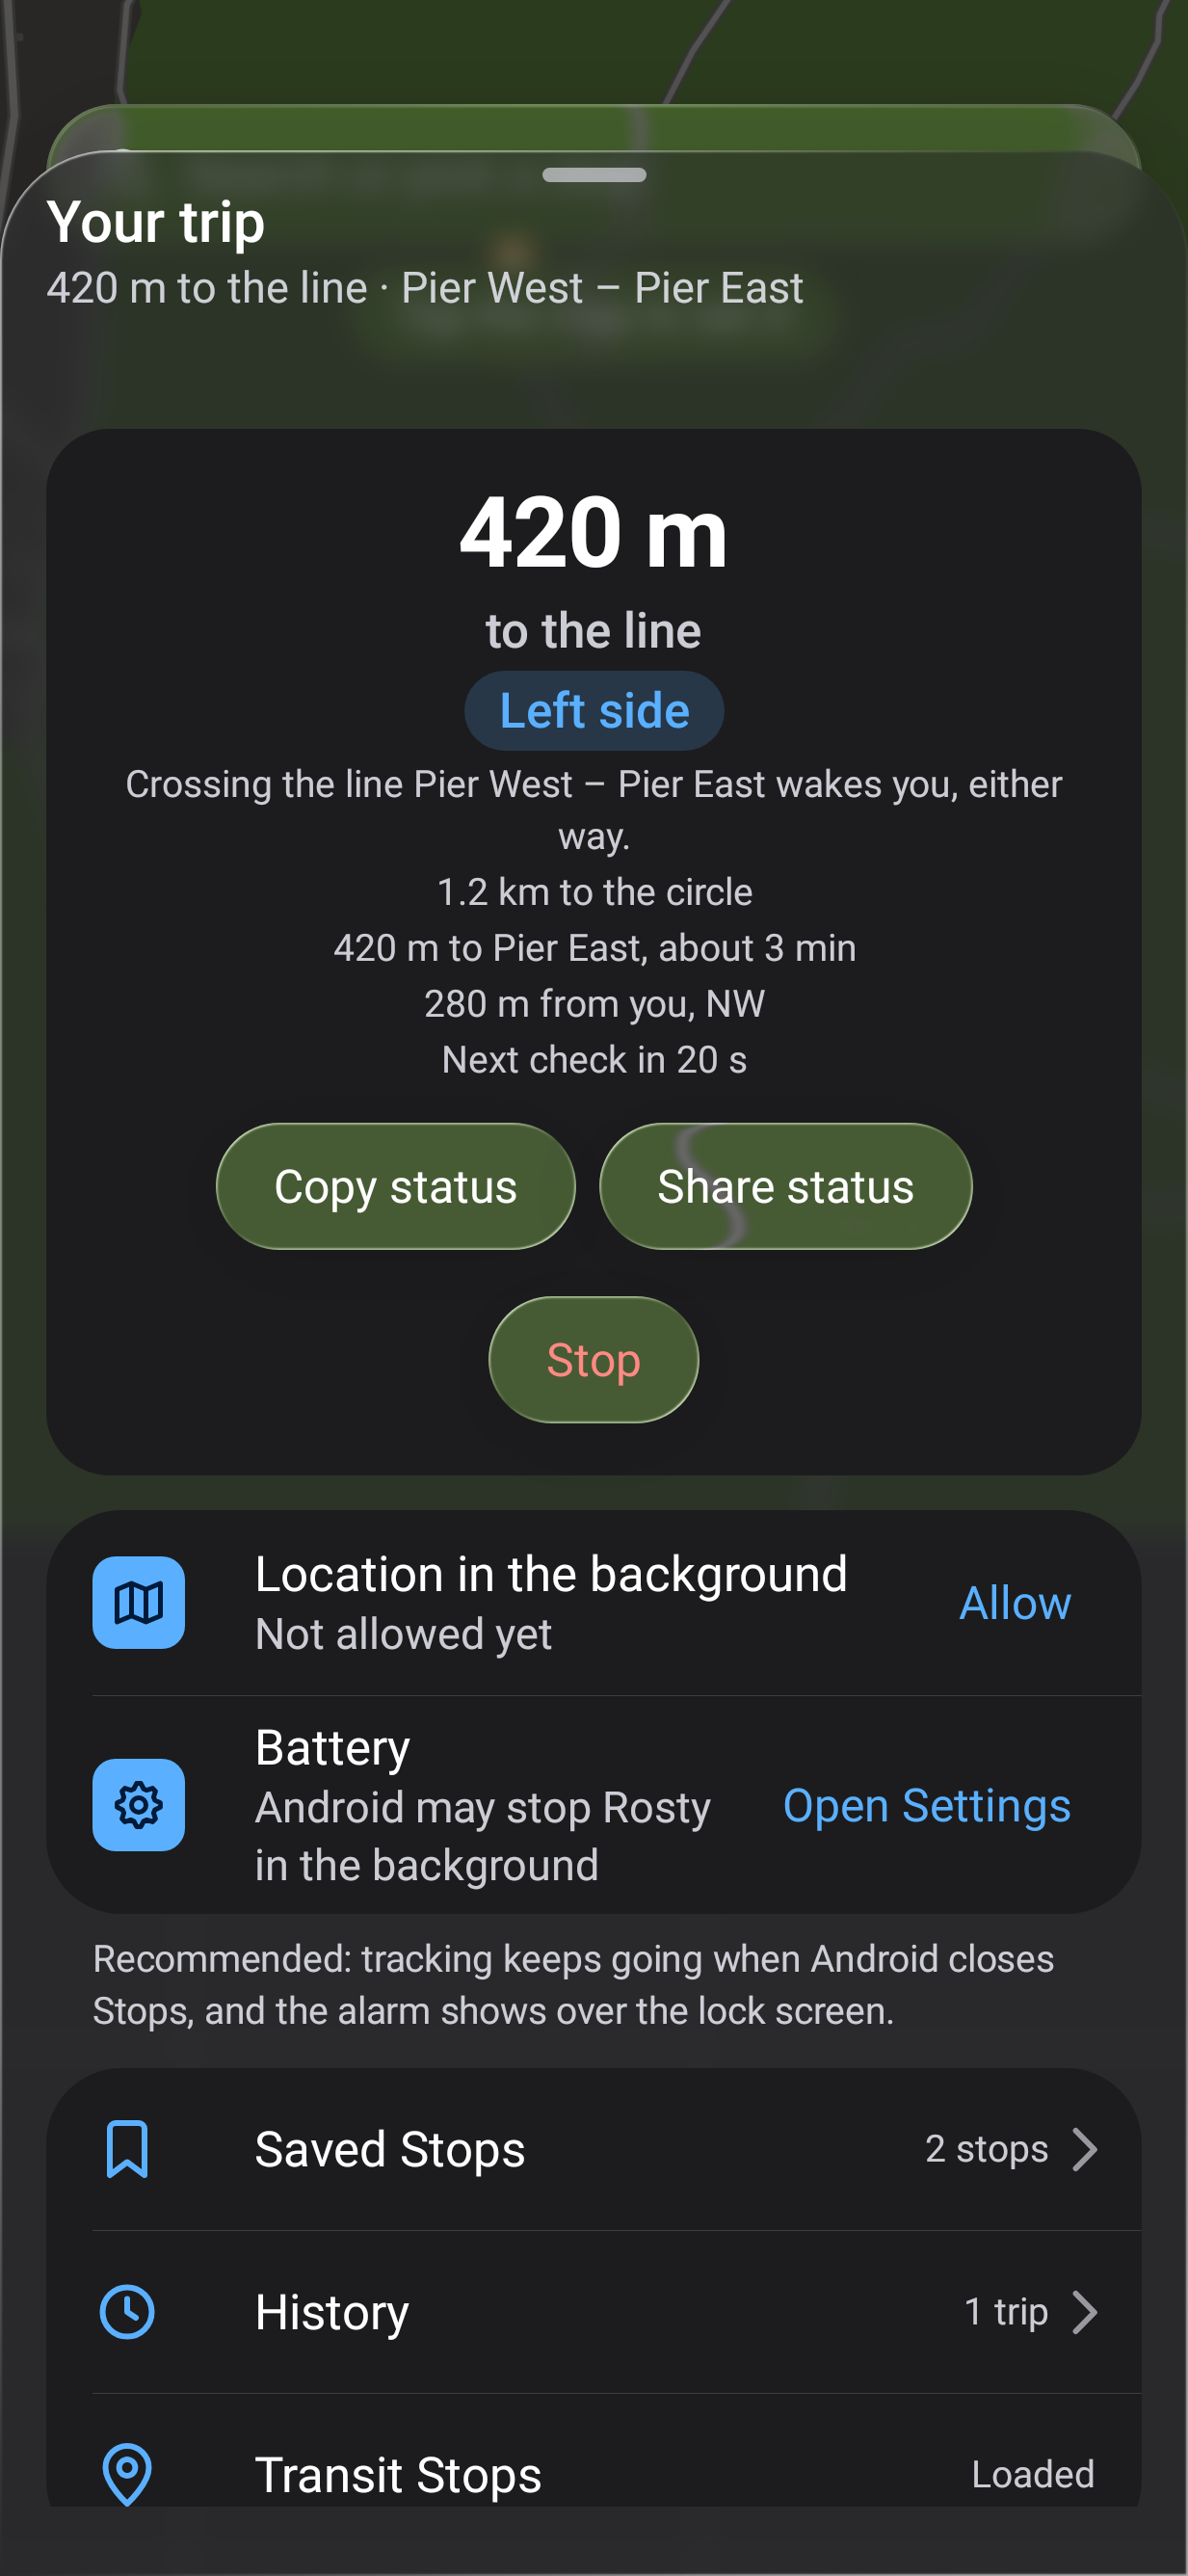 Your trip
420 m to the line · Pier West – Pier East
420 m
to the line
Left side
Crossing the line Pier West – Pier East wakes you, either
way.
1.2 km to the circle
420 m to Pier East, about 3 min
280 m from you, NW
Next check in 20 s
Copy status
Share status
Stop
Location in the background
Not allowed yet
Allow
Battery
Android may stop Rosty
in the background
Open Settings
Recommended: tracking keeps going when Android closes
Stops, and the alarm shows over the lock screen.
Saved Stops
2 stops
History
1 trip
Transit Stops
Loaded